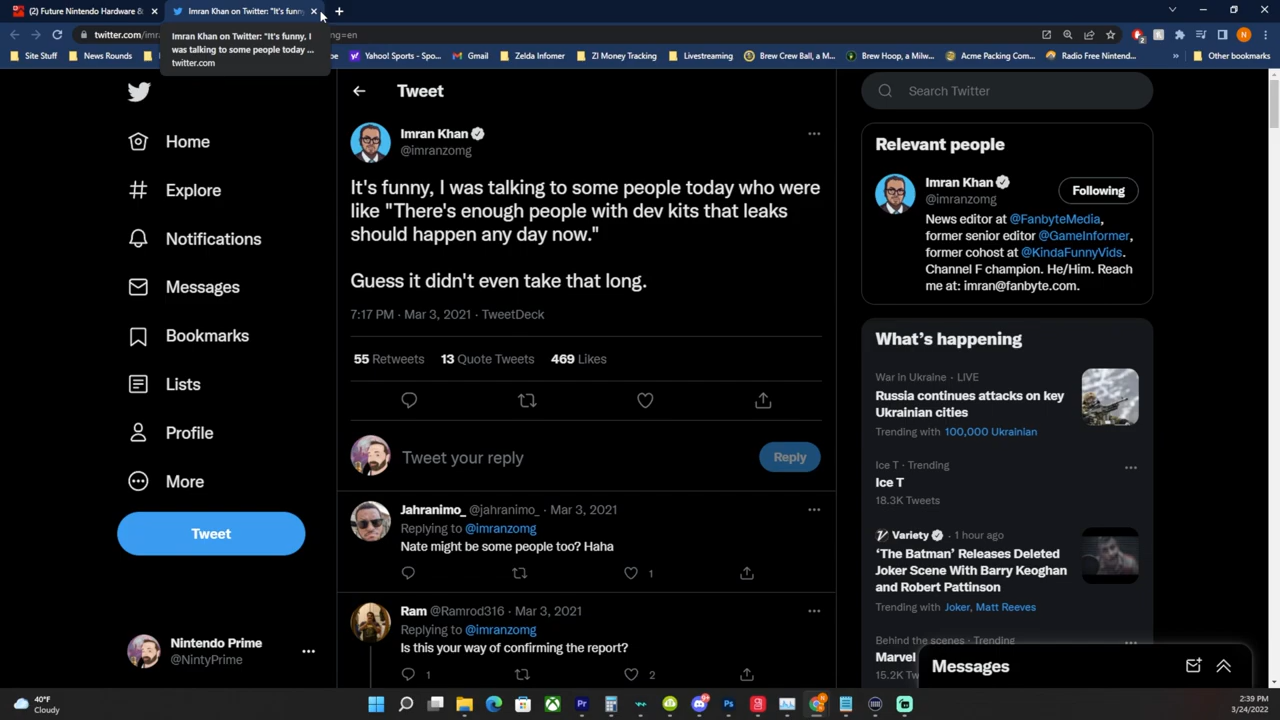 (2) Future Nintendo Hardware &
Imran Khan on Twitter: "It's funny
twitter.com/imr
ng=en
Imran Khan on Twitter: "It's funny, I
was talking to some people today ...
twitter.com
Site Stuff
News Rounds
Yahoo! Sports - Spo...
Gmail
Zelda Infomer
ZI Money Tracking
Livestreaming
Brew Crew Ball, a M...
Brew Hoop, a Milw...
Acme Packing Com...
Radio Free Nintend...
»
Other bookmarks
Home
Explore
Notifications
Messages
Bookmarks
Lists
Profile
More
Tweet
Nintendo Prime
@NintyPrime
Tweet
Imran Khan
@imranzomg
It's funny, I was talking to some people today who were
like "There's enough people with dev kits that leaks
should happen any day now."
Guess it didn't even take that long.
7:17 PM · Mar 3, 2021 · TweetDeck
55 Retweets 13 Quote Tweets 469 Likes
Tweet your reply
Reply
Jahranimo_ @jahranimo_ · Mar 3, 2021
Replying to @imranzomg
Nate might be some people too? Haha
1
Ram @Ramrod316 · Mar 3, 2021
Replying to @imranzomg
Is this your way of confirming the report?
1 2
Search Twitter
Relevant people
Imran Khan
@imranzomg
Following
News editor at @FanbyteMedia,
former senior editor @GameInformer,
former cohost at @KindaFunnyVids.
Channel F champion. He/Him. Reach
me at: imran@fanbyte.com.
What's happening
War in Ukraine · LIVE
Russia continues attacks on key
Ukrainian cities
Trending with 100,000 Ukrainian
Ice T · Trending
Ice T
18.3K Tweets
Variety · 1 hour ago
'The Batman' Releases Deleted
Joker Scene With Barry Keoghan
and Robert Pattinson
Trending with Joker, Matt Reeves
Behind the scenes · Trending
Marvel
15.2K
Messages
40°F
Cloudy
2:39 PM
3/24/2022